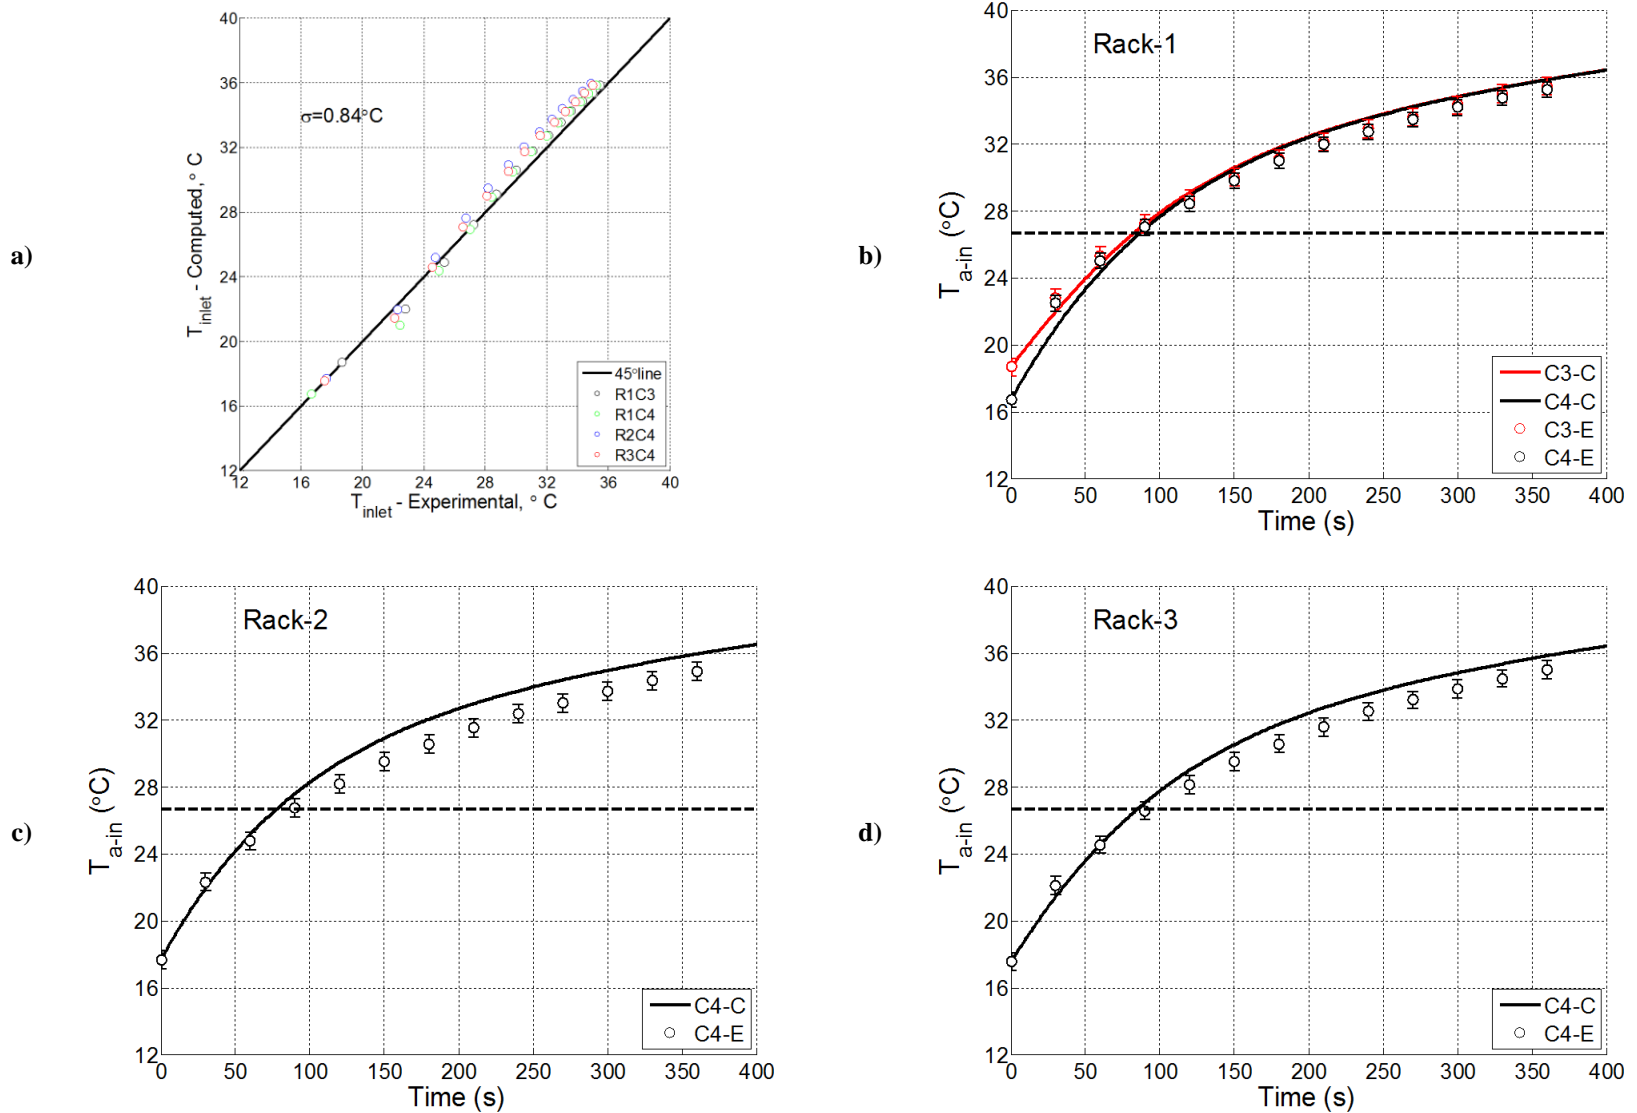 a)
40
36
32
28
24
20
16
12
12 16 20 24 28 32 36 40
σ=0.84°C
T inlet - Computed, ° C
T inlet - Experimental, ° C
45°line
R1C3
R1C4
R2C4
R3C4
b)
Rack-1
40
36
32
28
24
20
16
12
0 50 100 150 200 250 300 350 400
T a-in (°C)
Time (s)
C3-C
C4-C
C3-E
C4-E
c)
Rack-2
40
36
32
28
24
20
16
12
0 50 100 150 200 250 300 350 400
T a-in (°C)
Time (s)
C4-C
C4-E
d)
Rack-3
40
36
32
28
24
20
16
12
0 50 100 150 200 250 300 350 400
T a-in (°C)
Time (s)
C4-C
C4-E